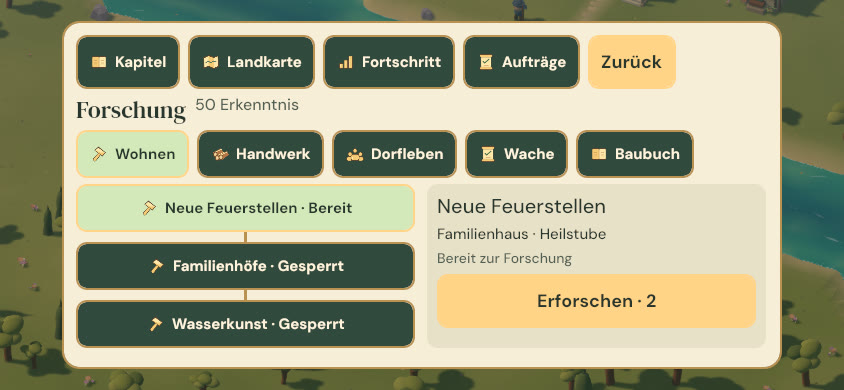 Kapitel
Landkarte
Fortschritt
Aufträge
Zurück
Forschung 50 Erkenntnis
Wohnen
Handwerk
Dorfleben
Wache
Baubuch
Neue Feuerstellen · Bereit
Familienhöfe · Gesperrt
Wasserkunst · Gesperrt
Neue Feuerstellen
Familienhaus · Heilstube
Bereit zur Forschung
Erforschen · 2